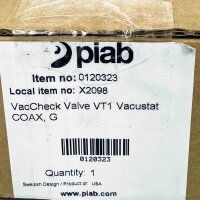 piab
Item no: 0120323
Local item no: X2098
VacCheck Valve VT1 Vacustat
COAX, G
0120323
Quantity: 1
Swedish Design / Product of: USA
www.piab.com